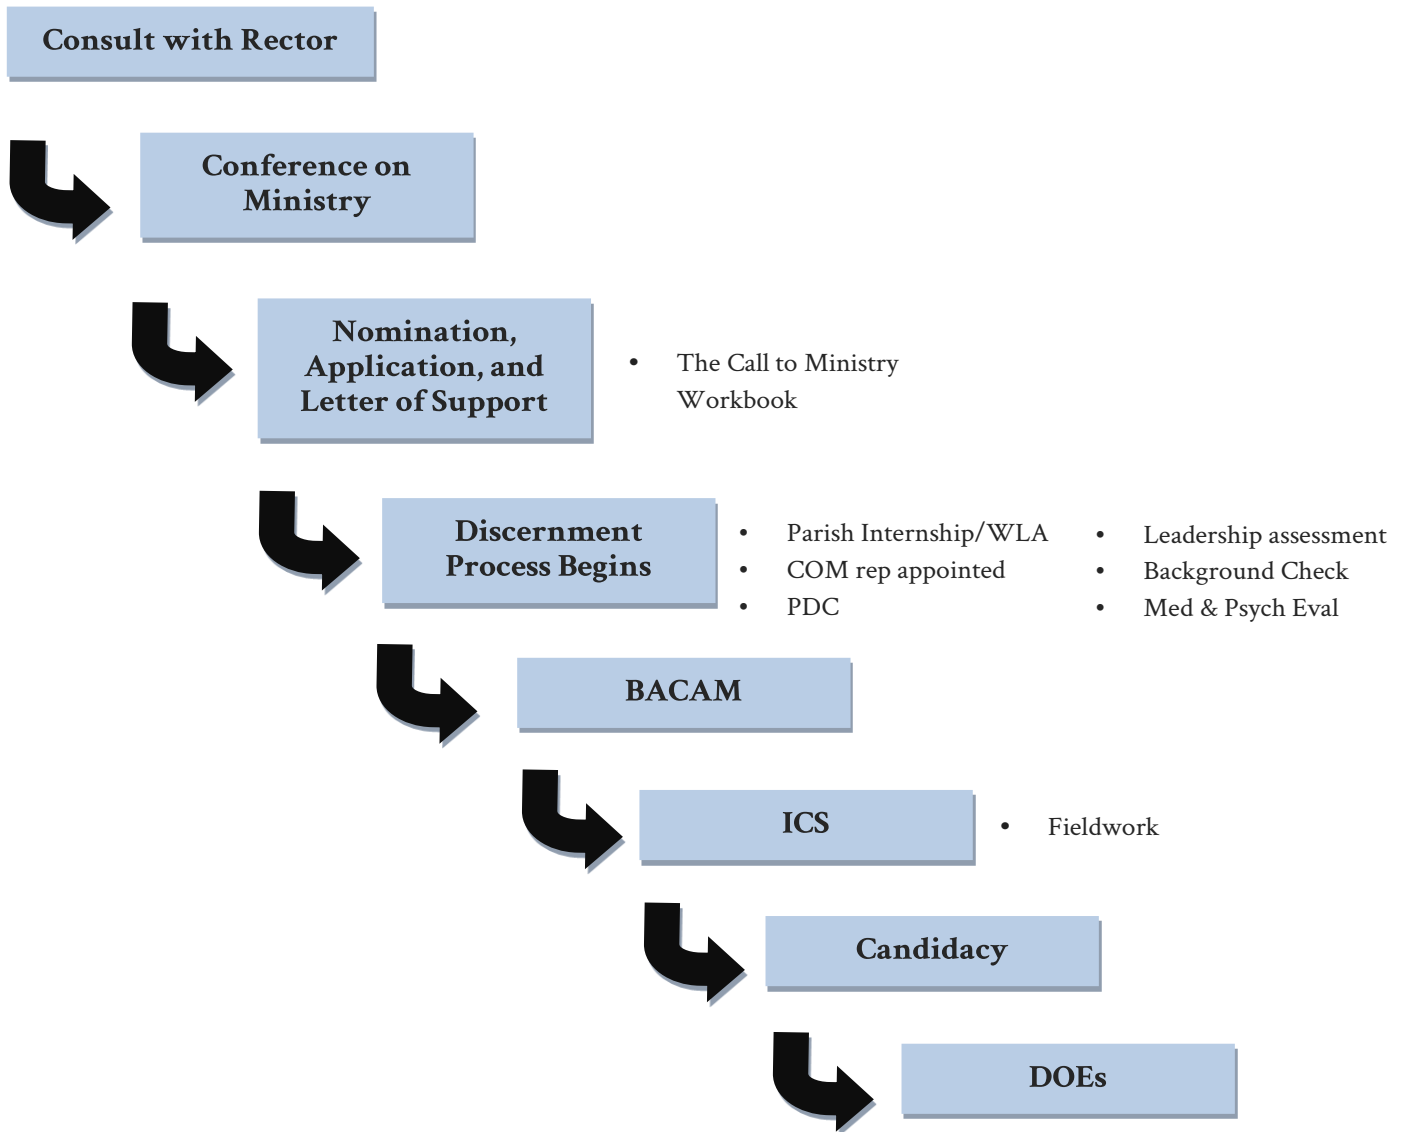 Consult with Rector
Conference on
Ministry
Nomination,
Application, and
Letter of Support
• The Call to Ministry
Workbook
Discernment
Process Begins
• Parish Internship/WLA
• COM rep appointed
• PDC
• Leadership assessment
• Background Check
• Med & Psych Eval
BACAM
ICS
• Fieldwork
Candidacy
DOEs